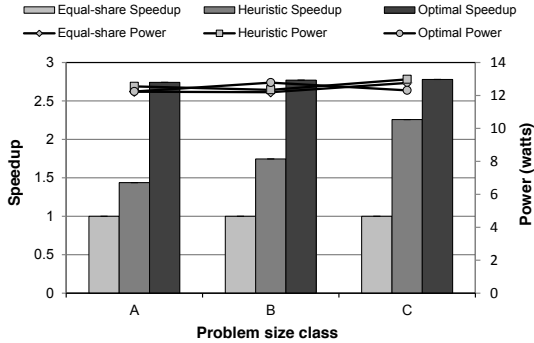 Equal-share Speedup Heuristic Speedup Optimal Speedup
Equal-share Power Heuristic Power Optimal Power
3
2.5
2
1.5
1
0.5
0
Speedup
14
12
10
8
6
4
2
0
Power (watts)
A B C
Problem size class